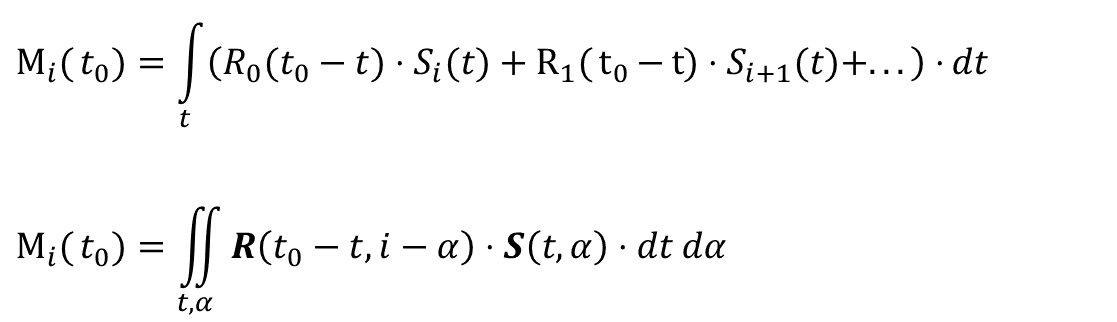 M_i(t_0) = ∫_t (R_0(t_0 − t) · S_i(t) + R_1(t_0 − t) · S_{i+1}(t)+...) · dt
M_i(t_0) = ∬_{t,α} R(t_0 − t, i − α) · S(t, α) · dt dα